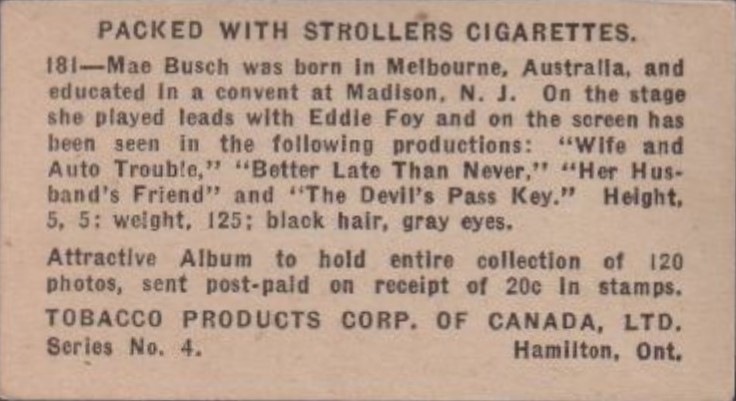 PACKED WITH STROLLERS CIGARETTES.
181—Mae Busch was born in Melbourne, Australia, and
educated in a convent at Madison, N. J. On the stage
she played leads with Eddie Foy and on the screen has
been seen in the following productions: "Wife and
Auto Trouble," "Better Late Than Never," "Her Hus-
band's Friend" and "The Devil's Pass Key." Height,
5, 5; weight, 125; black hair, gray eyes.
Attractive Album to hold entire collection of 120
photos, sent post-paid on receipt of 20c in stamps.
TOBACCO PRODUCTS CORP. OF CANADA, LTD.
Series No. 4. Hamilton, Ont.